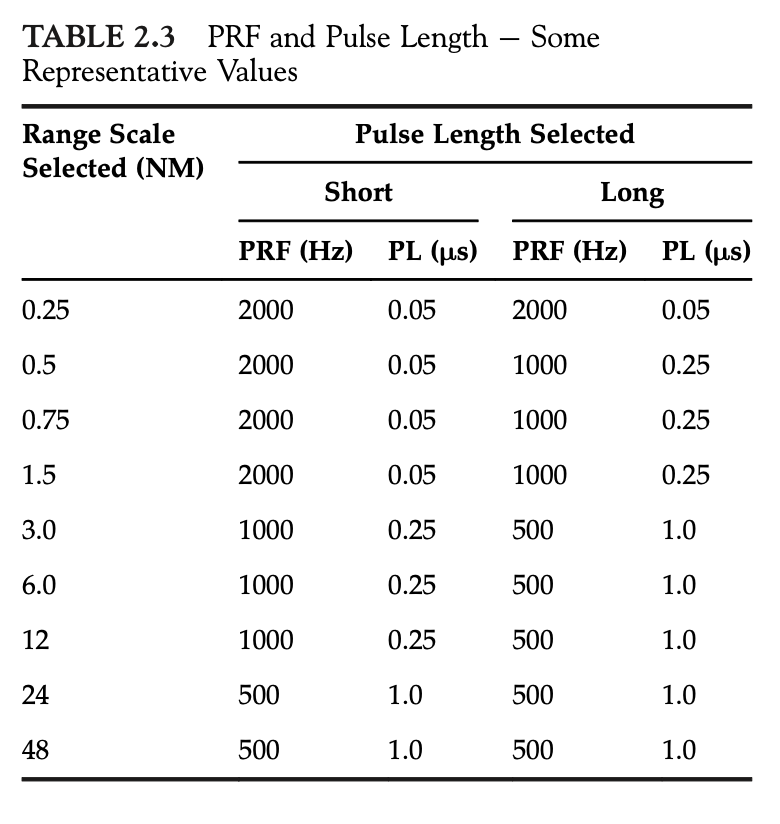 TABLE 2.3 PRF and Pulse Length – Some
Representative Values
Range Scale Selected (NM) Pulse Length Selected
Short Long
PRF (Hz) PL (μs) PRF (Hz) PL (μs)
0.25 2000 0.05 2000 0.05
0.5 2000 0.05 1000 0.25
0.75 2000 0.05 1000 0.25
1.5 2000 0.05 1000 0.25
3.0 1000 0.25 500 1.0
6.0 1000 0.25 500 1.0
12 1000 0.25 500 1.0
24 500 1.0 500 1.0
48 500 1.0 500 1.0